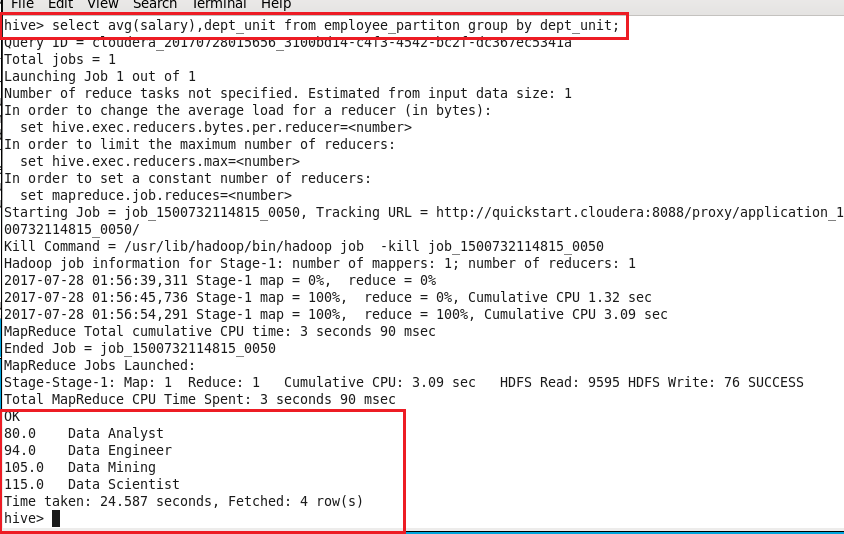 File Edit View Search Terminal Help
hive> select avg(salary),dept_unit from employee_partiton group by dept_unit;
Query ID = cloudera_20170728015656_3100bd14-c4f3-4542-bc2f-dc367ec5341a
Total jobs = 1
Launching Job 1 out of 1
Number of reduce tasks not specified. Estimated from input data size: 1
In order to change the average load for a reducer (in bytes):
  set hive.exec.reducers.bytes.per.reducer=<number>
In order to limit the maximum number of reducers:
  set hive.exec.reducers.max=<number>
In order to set a constant number of reducers:
  set mapreduce.job.reduces=<number>
Starting Job = job_1500732114815_0050, Tracking URL = http://quickstart.cloudera:8088/proxy/application_1
00732114815_0050/
Kill Command = /usr/lib/hadoop/bin/hadoop job  -kill job_1500732114815_0050
Hadoop job information for Stage-1: number of mappers: 1; number of reducers: 1
2017-07-28 01:56:39,311 Stage-1 map = 0%,  reduce = 0%
2017-07-28 01:56:45,736 Stage-1 map = 100%,  reduce = 0%, Cumulative CPU 1.32 sec
2017-07-28 01:56:54,291 Stage-1 map = 100%,  reduce = 100%, Cumulative CPU 3.09 sec
MapReduce Total cumulative CPU time: 3 seconds 90 msec
Ended Job = job_1500732114815_0050
MapReduce Jobs Launched:
Stage-Stage-1: Map: 1  Reduce: 1   Cumulative CPU: 3.09 sec   HDFS Read: 9595 HDFS Write: 76 SUCCESS
Total MapReduce CPU Time Spent: 3 seconds 90 msec
OK
80.0    Data Analyst
94.0    Data Engineer
105.0   Data Mining
115.0   Data Scientist
Time taken: 24.587 seconds, Fetched: 4 row(s)
hive>